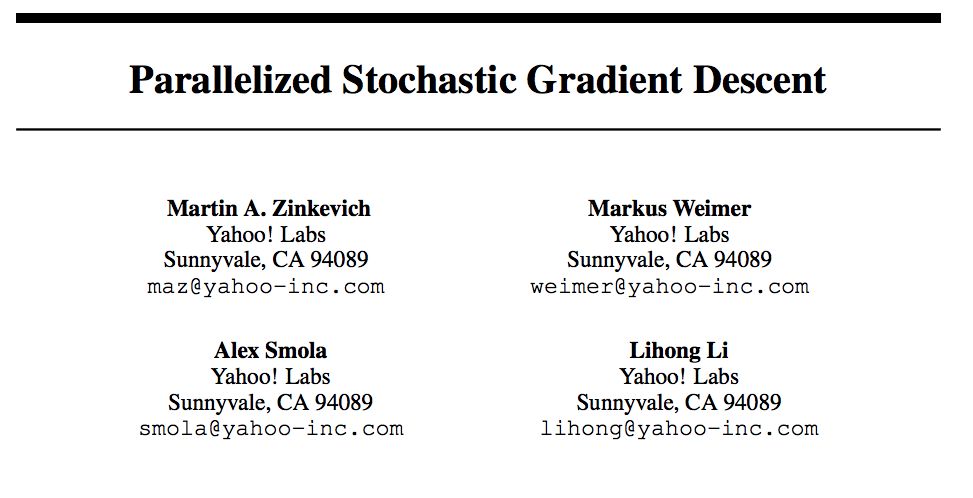 Parallelized Stochastic Gradient Descent
Martin A. Zinkevich
Yahoo! Labs
Sunnyvale, CA 94089
maz@yahoo-inc.com
Markus Weimer
Yahoo! Labs
Sunnyvale, CA 94089
weimer@yahoo-inc.com
Alex Smola
Yahoo! Labs
Sunnyvale, CA 94089
smola@yahoo-inc.com
Lihong Li
Yahoo! Labs
Sunnyvale, CA 94089
lihong@yahoo-inc.com